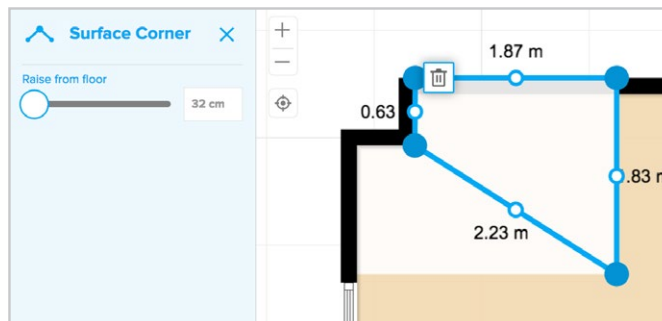 Surface Corner
Raise from floor
32 cm
1.87 m
0.63
.83
2.23 m